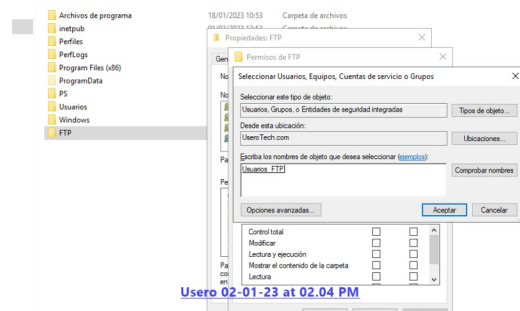 Archivos de programa 18/01/2023 10:53 Carpeta de archivos
inetpub
Perfiles
PerfLogs
Program Files (x86)
ProgramData
PS
Usuarios
Windows
FTP
Propiedades: FTP
Permisos de FTP
Seleccionar Usuarios, Equipos, Cuentas de servicio o Grupos
Seleccionar este tipo de objeto:
Usuarios, Grupos, o Entidades de seguridad integradas
Tipos de objeto...
Desde esta ubicación:
UseroTech.com
Ubicaciones...
Escriba los nombres de objeto que desea seleccionar (ejemplos):
Usuarios_FTP
Comprobar nombres
Opciones avanzadas...
Aceptar
Cancelar
Control total
Modificar
Lectura y ejecución
Mostrar el contenido de la carpeta
Lectura
Usero 02-01-23 at 02.04 PM